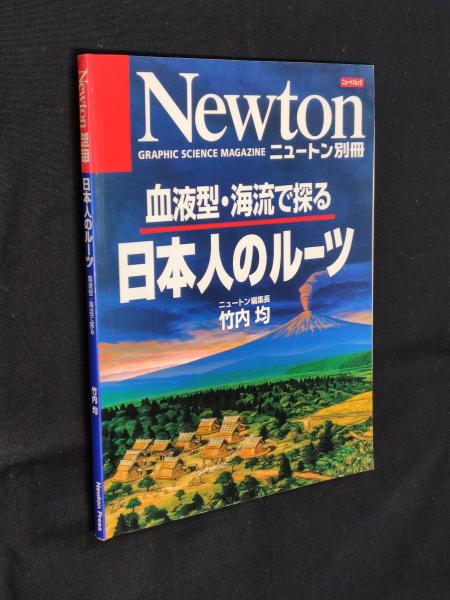 Newton 別冊
日本人のルーツ
血液型・海流で探る
竹内 均
Newton Press
ニュートンムック
Newton
GRAPHIC SCIENCE MAGAZINE ニュートン別冊
血液型・海流で探る
日本人のルーツ
ニュートン編集長
竹内 均